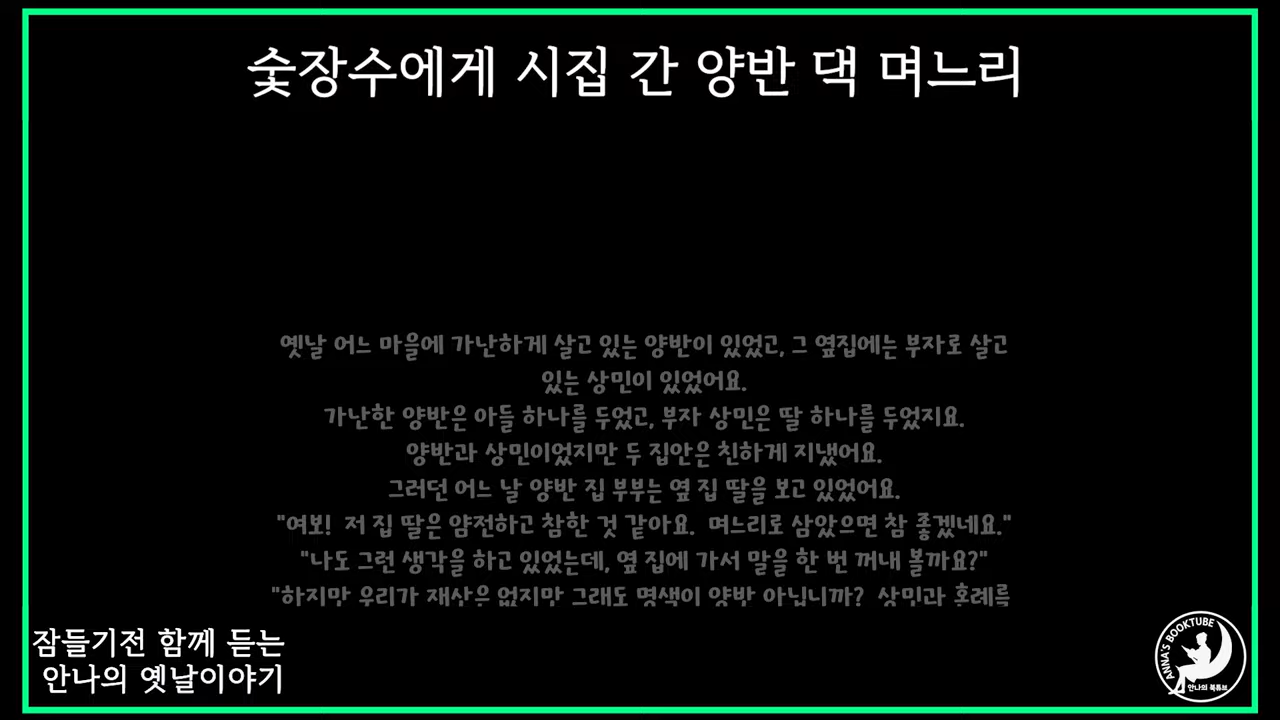 숯장수에게 시집 간 양반 댁 며느리
옛날 어느 마을에 가난하게 살고 있는 양반이 있었고, 그 옆집에는 부자로 살고
있는 상민이 있었어요.
가난한 양반은 아들 하나를 두었고, 부자 상민은 딸 하나를 두었지요.
양반과 상민이었지만 두 집안은 친하게 지냈어요.
그러던 어느 날 양반 집 부부는 옆 집 딸을 보고 있었어요.
"여보! 저 집 딸은 얌전하고 참한 것 같아요. 며느리로 삼았으면 참 좋겠네요."
"나도 그런 생각을 하고 있었는데, 옆 집에 가서 말을 한 번 꺼내 볼까요?"
"하지만 우리가 재산은 없지만 그래도 명색이 양반 아닙니까? 상민과 혼례를
잠들기전 함께 듣는
안나의 옛날이야기
ANNA'S BOOKTUBE
안나의 북튜브